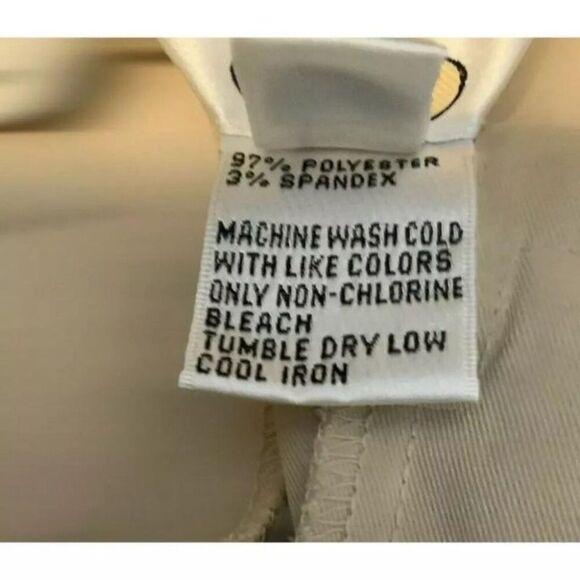 97% POLYESTER
3% SPANDEX
MACHINE WASH COLD
WITH LIKE COLORS
ONLY NON-CHLORINE
BLEACH
TUMBLE DRY LOW
COOL IRON